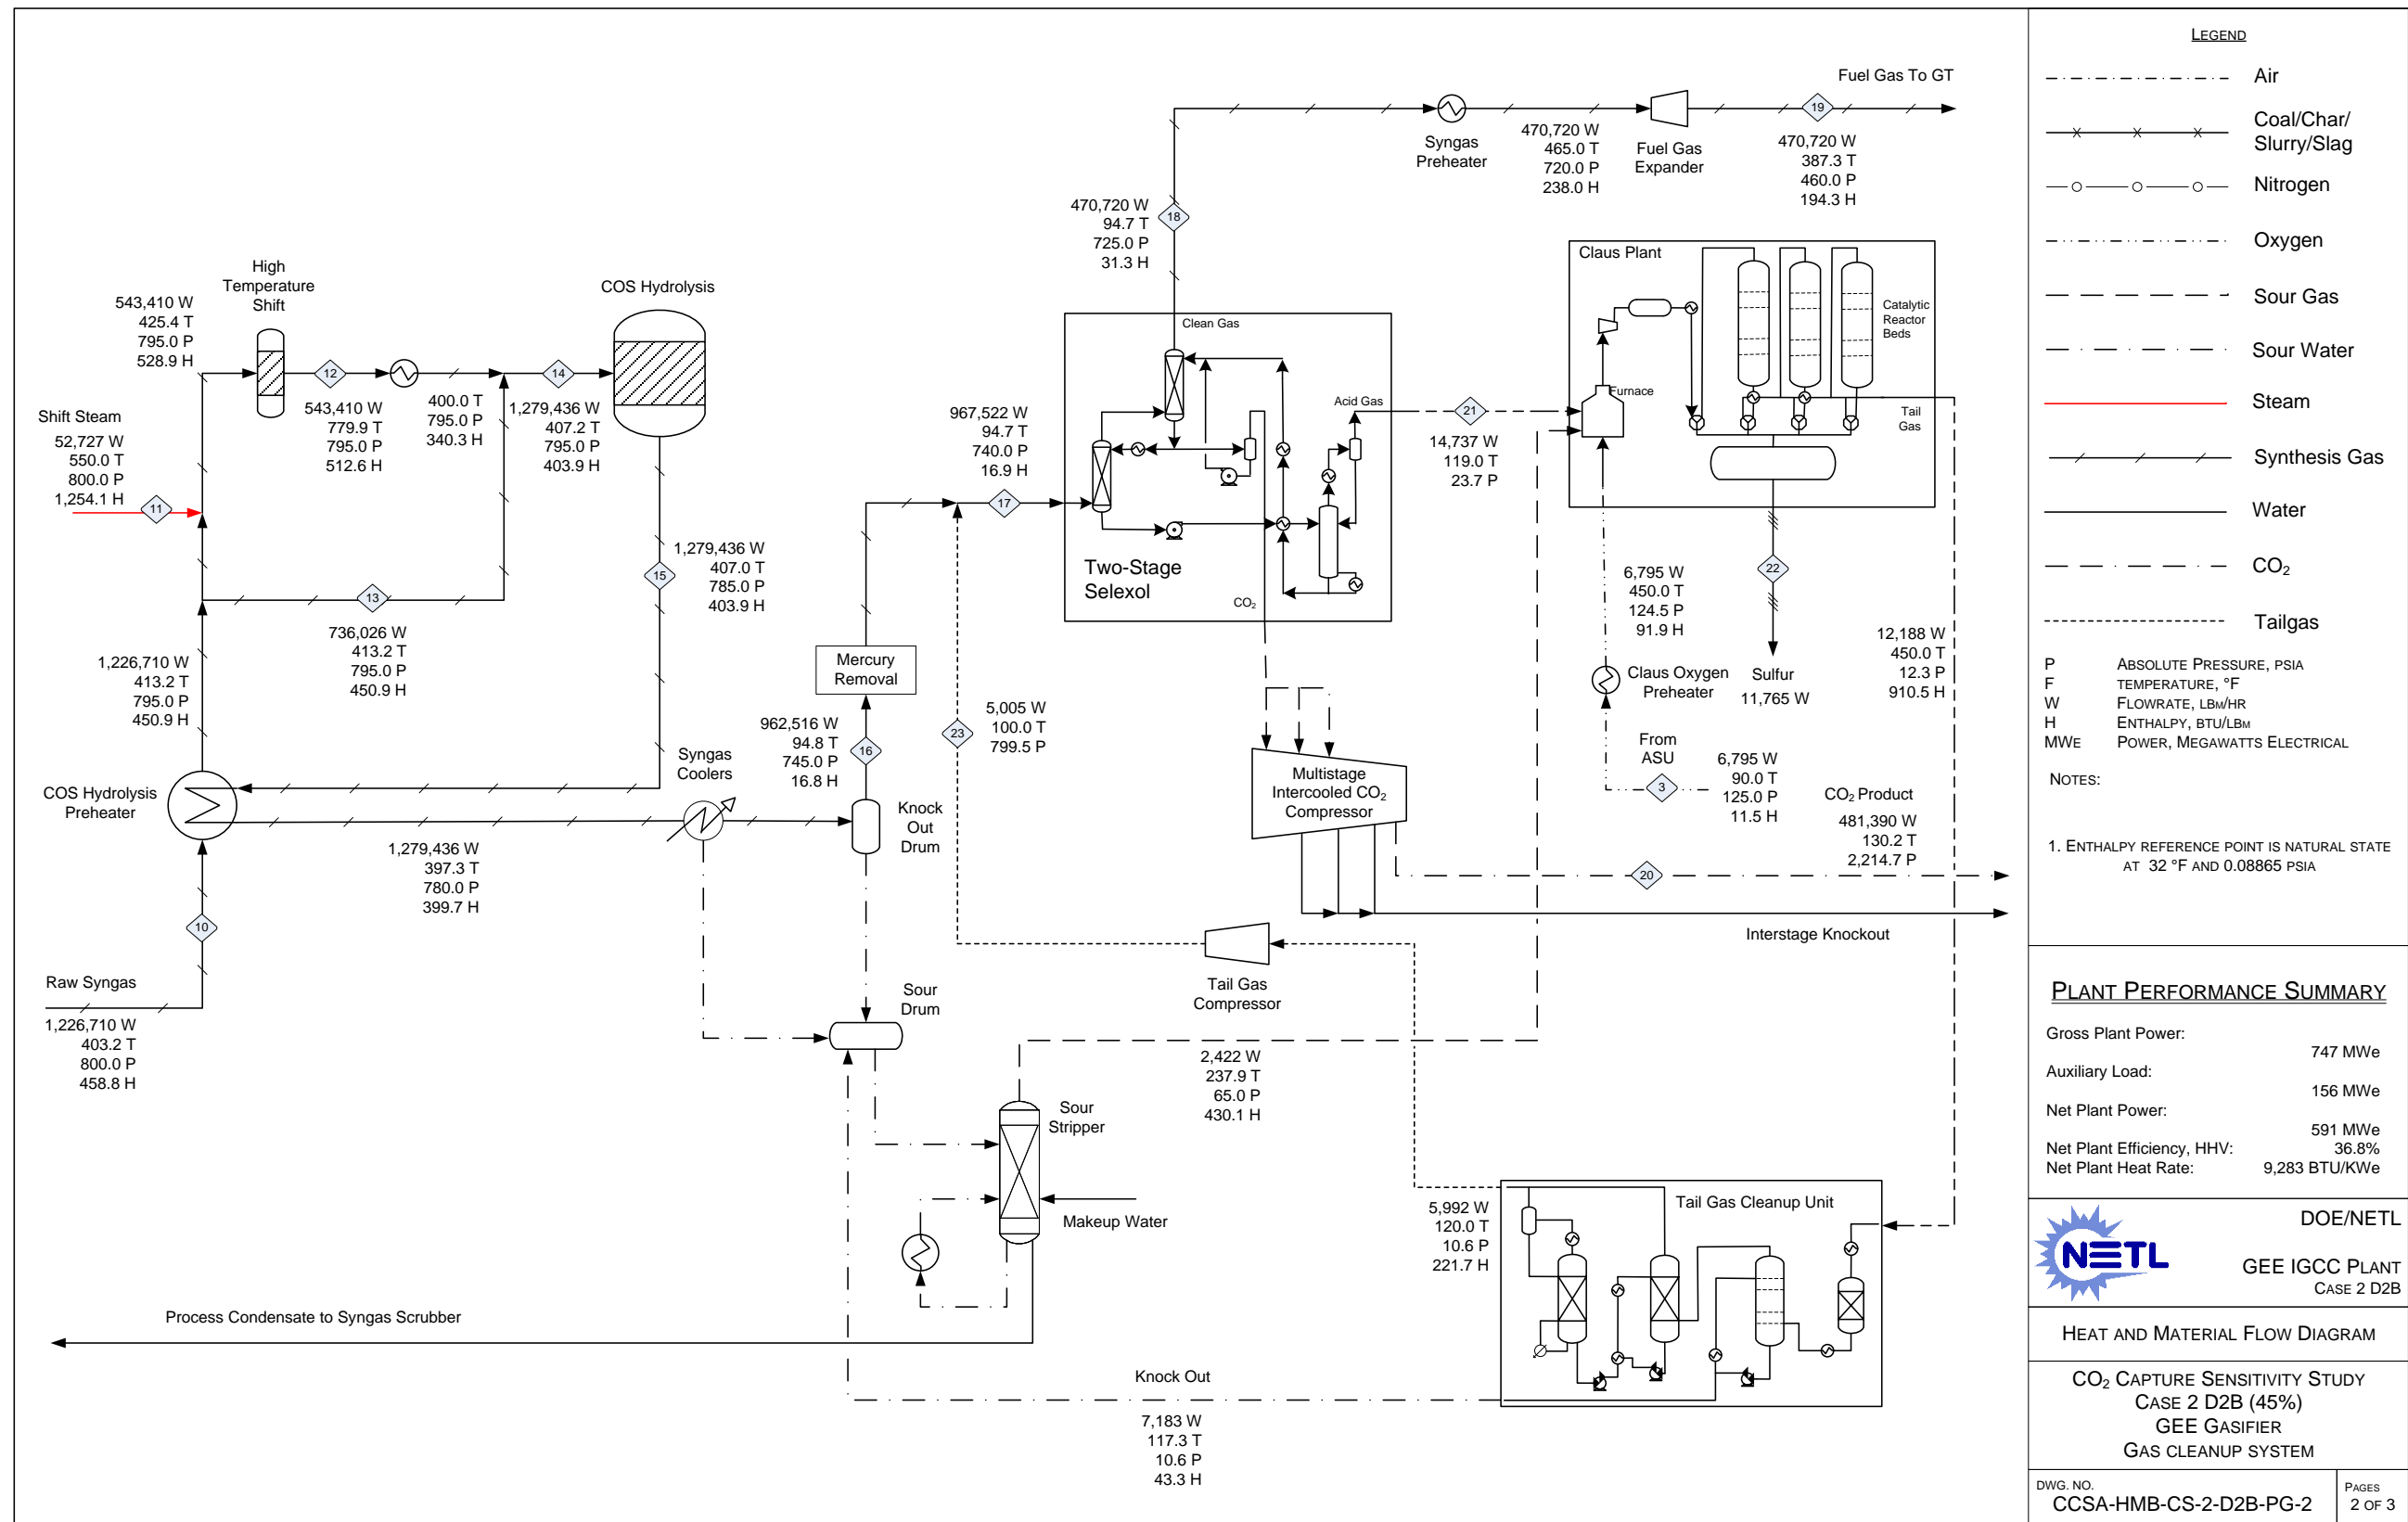 Fuel Gas To GT
Syngas
Preheater
470,720 W
465.0 T
720.0 P
238.0 H
Fuel Gas
Expander
19
470,720 W
387.3 T
460.0 P
194.3 H
470,720 W
94.7 T
725.0 P
31.3 H
18
High
Temperature
Shift
COS Hydrolysis
543,410 W
425.4 T
795.0 P
528.9 H
12
543,410 W
779.9 T
795.0 P
512.6 H
400.0 T
795.0 P
340.3 H
14
1,279,436 W
407.2 T
795.0 P
403.9 H
Shift Steam
52,727 W
550.0 T
800.0 P
1,254.1 H
11
13
736,026 W
413.2 T
795.0 P
450.9 H
1,279,436 W
407.0 T
785.0 P
403.9 H
15
1,226,710 W
413.2 T
795.0 P
450.9 H
COS Hydrolysis
Preheater
1,279,436 W
397.3 T
780.0 P
399.7 H
10
Raw Syngas
1,226,710 W
403.2 T
800.0 P
458.8 H
Syngas
Coolers
Knock
Out
Drum
962,516 W
94.8 T
745.0 P
16.8 H
16
Mercury
Removal
967,522 W
94.7 T
740.0 P
16.9 H
17
5,005 W
100.0 T
799.5 P
23
Clean Gas
Acid Gas
Two-Stage
Selexol
CO2
21
14,737 W
119.0 T
23.7 P
Claus Plant
Furnace
Catalytic
Reactor
Beds
Tail
Gas
6,795 W
450.0 T
124.5 P
91.9 H
22
Sulfur
11,765 W
12,188 W
450.0 T
12.3 P
910.5 H
Claus Oxygen
Preheater
From
ASU
3
6,795 W
90.0 T
125.0 P
11.5 H
Multistage
Intercooled CO2
Compressor
CO2 Product
481,390 W
130.2 T
2,214.7 P
20
Interstage Knockout
Tail Gas
Compressor
Sour
Drum
2,422 W
237.9 T
65.0 P
430.1 H
Sour
Stripper
Makeup Water
Process Condensate to Syngas Scrubber
5,992 W
120.0 T
10.6 P
221.7 H
Tail Gas Cleanup Unit
Knock Out
7,183 W
117.3 T
10.6 P
43.3 H
LEGEND
Air
Coal/Char/
Slurry/Slag
Nitrogen
Oxygen
Sour Gas
Sour Water
Steam
Synthesis Gas
Water
CO2
Tailgas
P ABSOLUTE PRESSURE, PSIA
F TEMPERATURE, °F
W FLOWRATE, LBM/HR
H ENTHALPY, BTU/LBM
MWE POWER, MEGAWATTS ELECTRICAL
NOTES:
1. ENTHALPY REFERENCE POINT IS NATURAL STATE
AT 32 °F AND 0.08865 PSIA
PLANT PERFORMANCE SUMMARY
Gross Plant Power:
747 MWe
Auxiliary Load:
156 MWe
Net Plant Power:
591 MWe
Net Plant Efficiency, HHV: 36.8%
Net Plant Heat Rate: 9,283 BTU/KWe
NETL
DOE/NETL
GEE IGCC PLANT
CASE 2 D2B
HEAT AND MATERIAL FLOW DIAGRAM
CO2 CAPTURE SENSITIVITY STUDY
CASE 2 D2B (45%)
GEE GASIFIER
GAS CLEANUP SYSTEM
DWG. NO.
CCSA-HMB-CS-2-D2B-PG-2
PAGES
2 OF 3